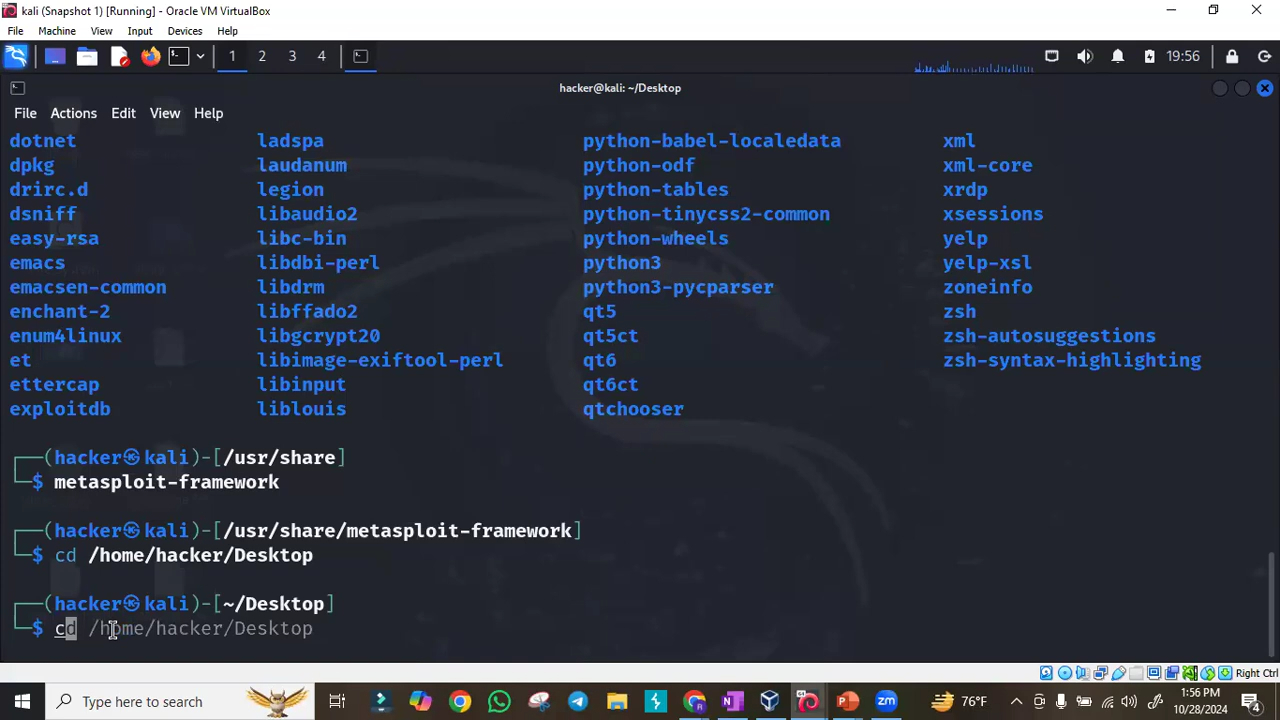 kali (Snapshot 1) [Running] - Oracle VM VirtualBox
File Machine View Input Devices Help
1 2 3 4 19:56
hacker@kali: ~/Desktop
File Actions Edit View Help
dotnet ladspa python-babel-localedata xml
dpkg laudanum python-odf xml-core
drirc.d legion python-tables xrdp
dsniff libaudio2 python-tinycss2-common xsessions
easy-rsa libc-bin python-wheels yelp
emacs libdbi-perl python3 yelp-xsl
emacsen-common libdrm python3-pycparser zoneinfo
enchant-2 libffado2 qt5 zsh
enum4linux libgcrypt20 qt5ct zsh-autosuggestions
et libimage-exiftool-perl qt6 zsh-syntax-highlighting
ettercap libinput qt6ct
exploitdb liblouis qtchooser
┌──(hacker㉿kali)-[/usr/share]
└─$ metasploit-framework
┌──(hacker㉿kali)-[/usr/share/metasploit-framework]
└─$ cd /home/hacker/Desktop
┌──(hacker㉿kali)-[~/Desktop]
└─$ cd /home/hacker/Desktop
Right Ctrl
Type here to search 76°F 1:56 PM
10/28/2024 4